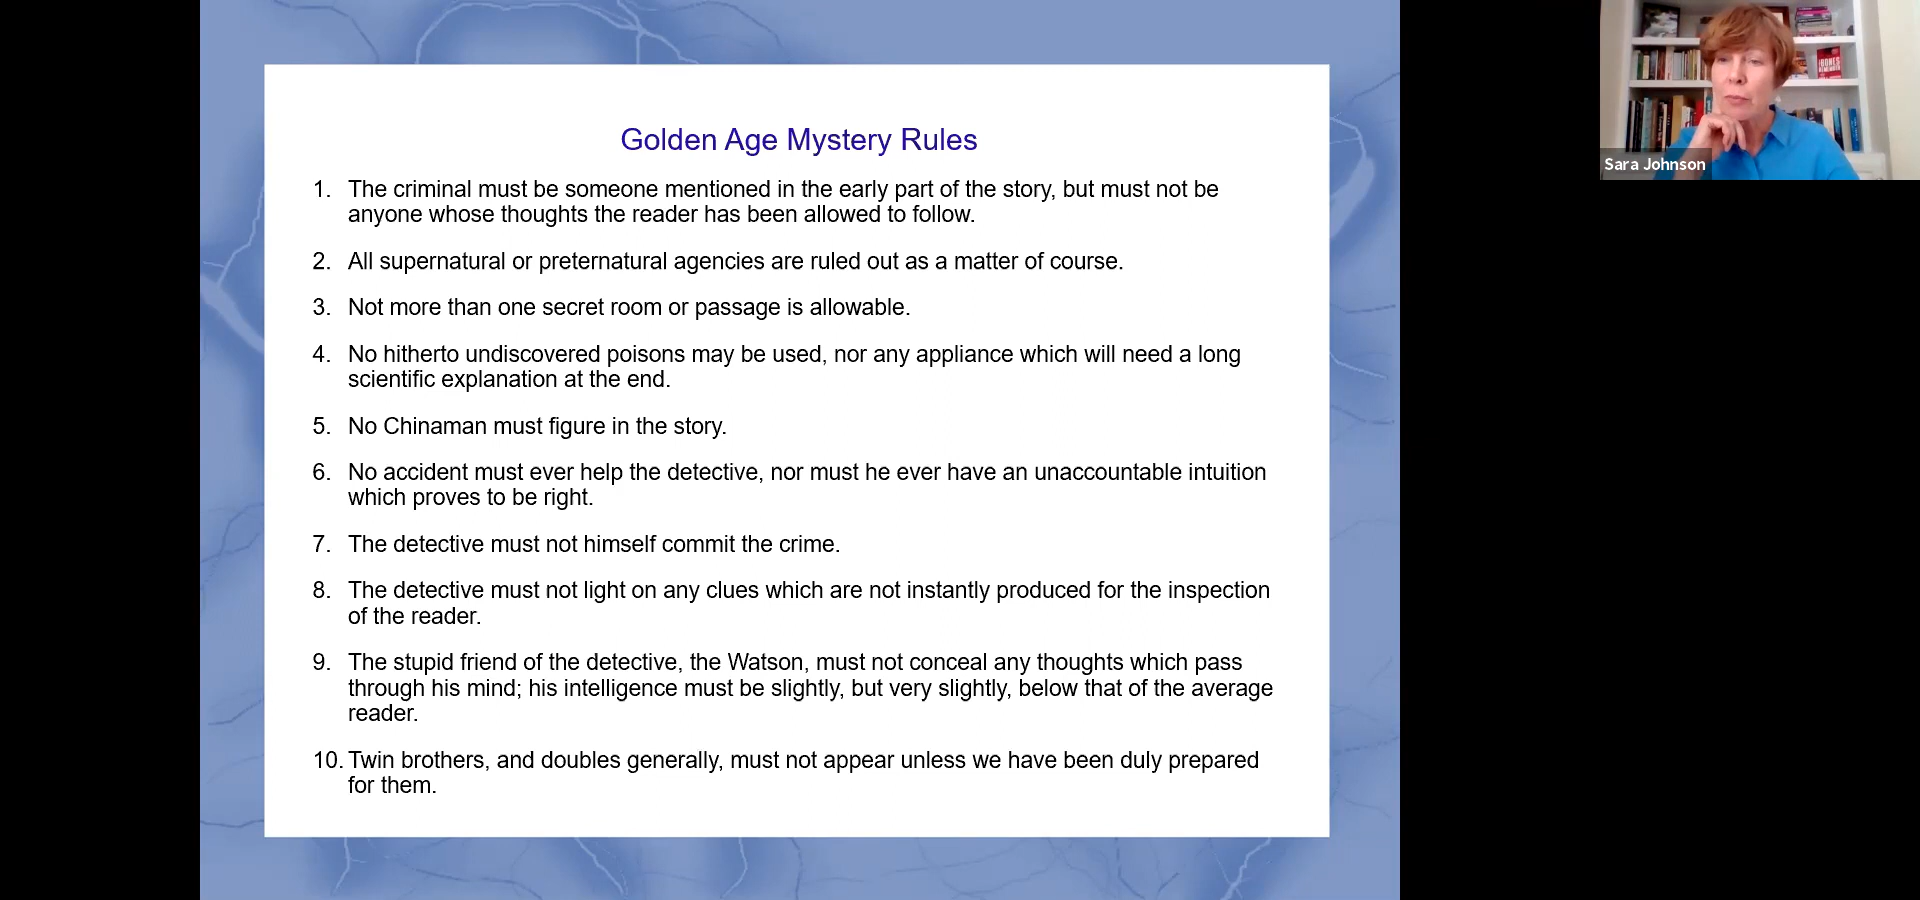 Golden Age Mystery Rules
1. The criminal must be someone mentioned in the early part of the story, but must not be
anyone whose thoughts the reader has been allowed to follow.
2. All supernatural or preternatural agencies are ruled out as a matter of course.
3. Not more than one secret room or passage is allowable.
4. No hitherto undiscovered poisons may be used, nor any appliance which will need a long
scientific explanation at the end.
5. No Chinaman must figure in the story.
6. No accident must ever help the detective, nor must he ever have an unaccountable intuition
which proves to be right.
7. The detective must not himself commit the crime.
8. The detective must not light on any clues which are not instantly produced for the inspection
of the reader.
9. The stupid friend of the detective, the Watson, must not conceal any thoughts which pass
through his mind; his intelligence must be slightly, but very slightly, below that of the average
reader.
10. Twin brothers, and doubles generally, must not appear unless we have been duly prepared
for them.
BONES
Sara Johnson